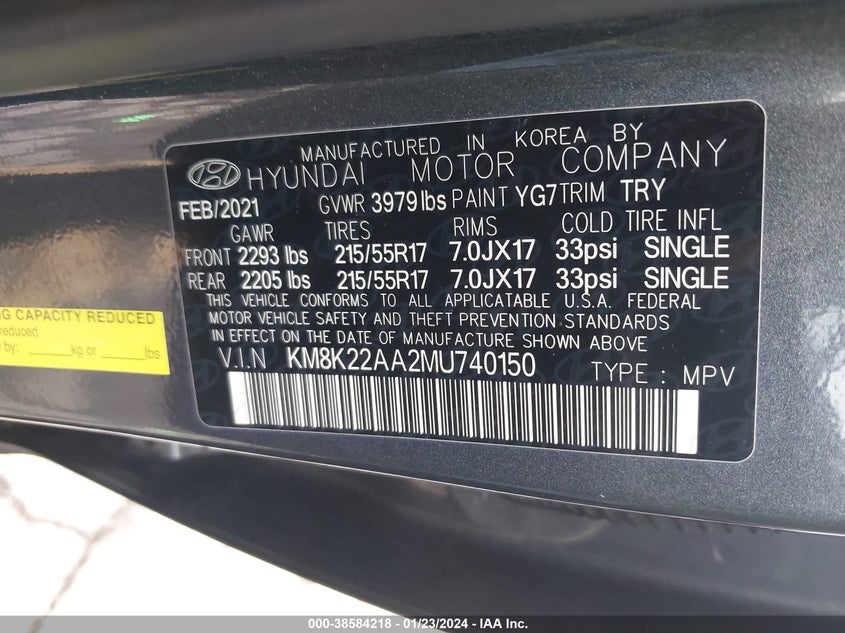 MANUFACTURED IN KOREA BY
HYUNDAI MOTOR COMPANY
FEB/2021 GVWR 3979 lbs PAINT YG7 TRIM TRY
GAWR TIRES RIMS COLD TIRE INFL
FRONT 2293 lbs 215/55R17 7.0JX17 33psi SINGLE
REAR 2205 lbs 215/55R17 7.0JX17 33psi SINGLE
THIS VEHICLE CONFORMS TO ALL APPLICABLE U.S.A. FEDERAL
MOTOR VEHICLE SAFETY AND THEFT PREVENTION STANDARDS
IN EFFECT ON THE DATE OF MANUFACTURE SHOWN ABOVE
V.I.N KM8K22AA2MU740150 TYPE : MPV
CAPACITY REDUCED
reduced
by: ______kg or ______lbs
000-38584218 - 01/23/2024 - IAA Inc.